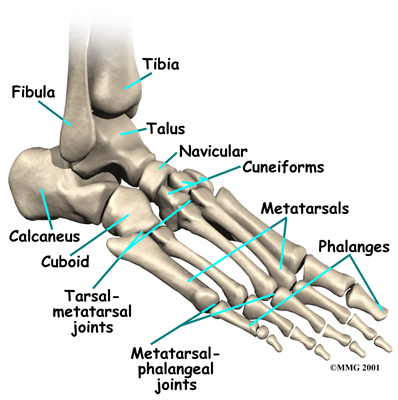 Tibia
Fibula
Talus
Navicular
Cuneiforms
Metatarsals
Calcaneus
Phalanges
Cuboid
Tarsal-
metatarsal
joints
Metatarsal-
phalangeal
joints
©MMG 2001